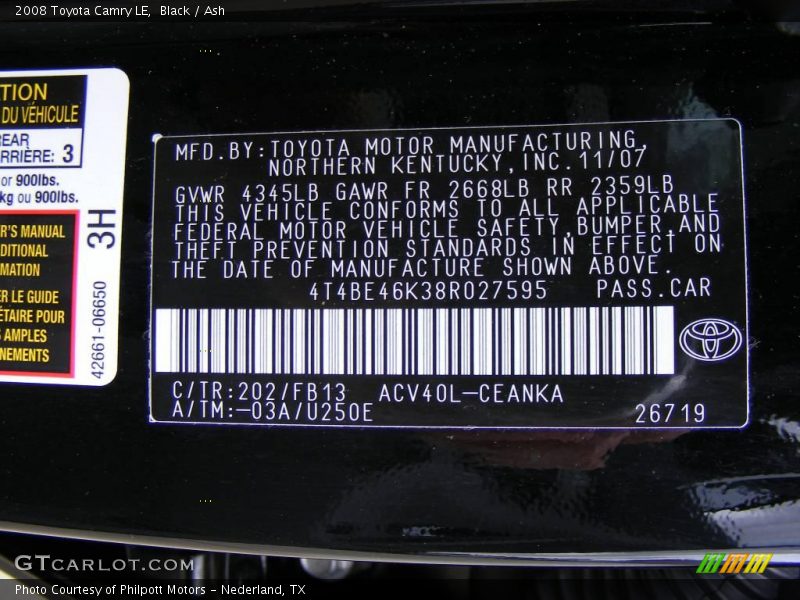 2008 Toyota Camry LE,  Black / Ash
TION
DU VÉHICULE
REAR
ARRIÈRE: 3
or 900lbs.
kg ou 900lbs.
R'S MANUAL
DITIONAL
MATION
ER LE GUIDE
ÉTAIRE POUR
S AMPLES
NEMENTS
3H
42661-06650
MFD.BY:TOYOTA MOTOR MANUFACTURING,
NORTHERN KENTUCKY,INC.11/07
GVWR 4345LB GAWR FR 2668LB RR 2359LB
THIS VEHICLE CONFORMS TO ALL APPLICABLE
FEDERAL MOTOR VEHICLE SAFETY,BUMPER,AND
THEFT PREVENTION STANDARDS IN EFFECT ON
THE DATE OF MANUFACTURE SHOWN ABOVE.
4T4BE46K38R027595 PASS.CAR
C/TR:202/FB13 ACV40L-CEANKA
A/TM:-03A/U250E 26719
GTCARLOT.COM
Photo Courtesy of Philpott Motors - Nederland, TX